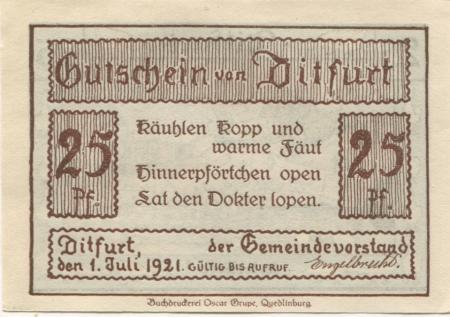 Gutschein von Ditfurt
25 Pf.
Käuhlen Kopp und
warme Fäut
Hinnerpförtchen open
Lat den Dokter lopen.
25 Pf.
Ditfurt, der Gemeindevorstand
den 1. Juli 1921. GÜLTIG BIS AUFRUF. Engelbrecht.
Buchdruckerei Oscar Grupe, Quedlinburg.